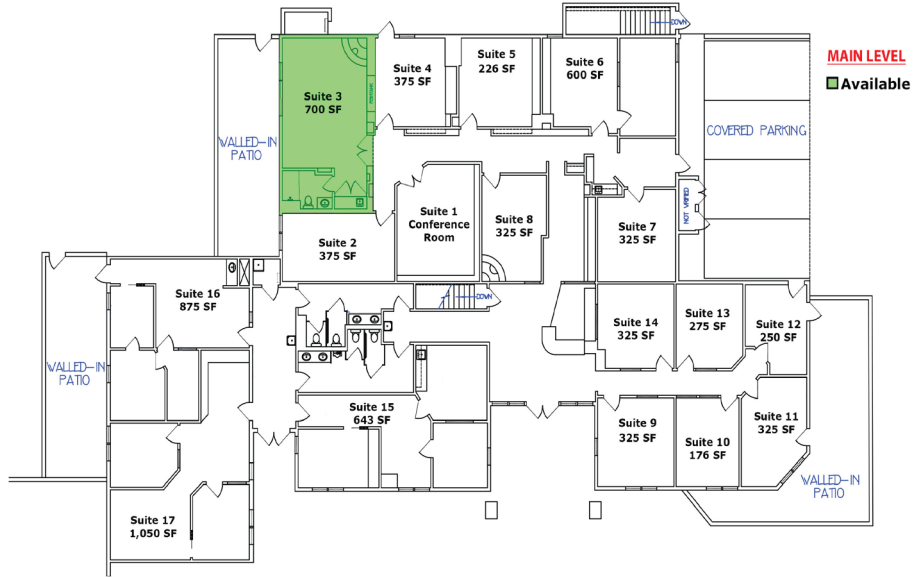 DOWN
MAIN LEVEL
Available
Suite 5
226 SF
Suite 6
600 SF
Suite 4
375 SF
Suite 3
700 SF
COVERED PARKING
WALLED-IN
PATIO
NOT VERIFIED
Suite 1
Conference
Room
Suite 8
325 SF
Suite 7
325 SF
Suite 2
375 SF
Suite 16
875 SF
DOWN
Suite 14
325 SF
Suite 13
275 SF
Suite 12
250 SF
WALLED-IN
PATIO
Suite 15
643 SF
Suite 9
325 SF
Suite 10
176 SF
Suite 11
325 SF
WALLED-IN
PATIO
Suite 17
1,050 SF